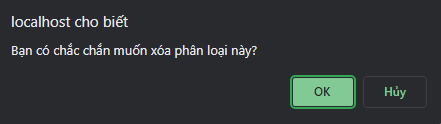 localhost cho biết
Bạn có chắc chắn muốn xóa phân loại này?
OK Hủy